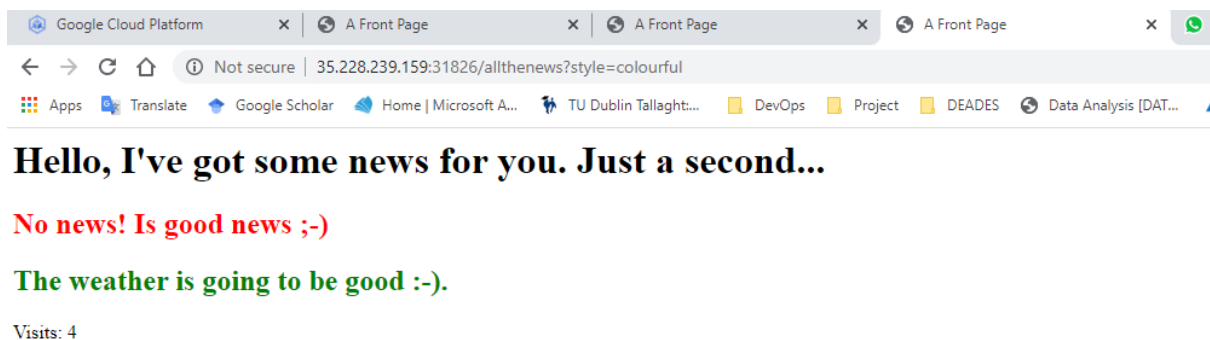 Google Cloud Platform A Front Page A Front Page A Front Page
Not secure 35.228.239.159:31826/allthenews?style=colourful
Apps Translate Google Scholar Home | Microsoft A... TU Dublin Tallaght:... DevOps Project DEADES Data Analysis [DAT...
Hello, I've got some news for you. Just a second...
No news! Is good news ;-)
The weather is going to be good :-).
Visits: 4